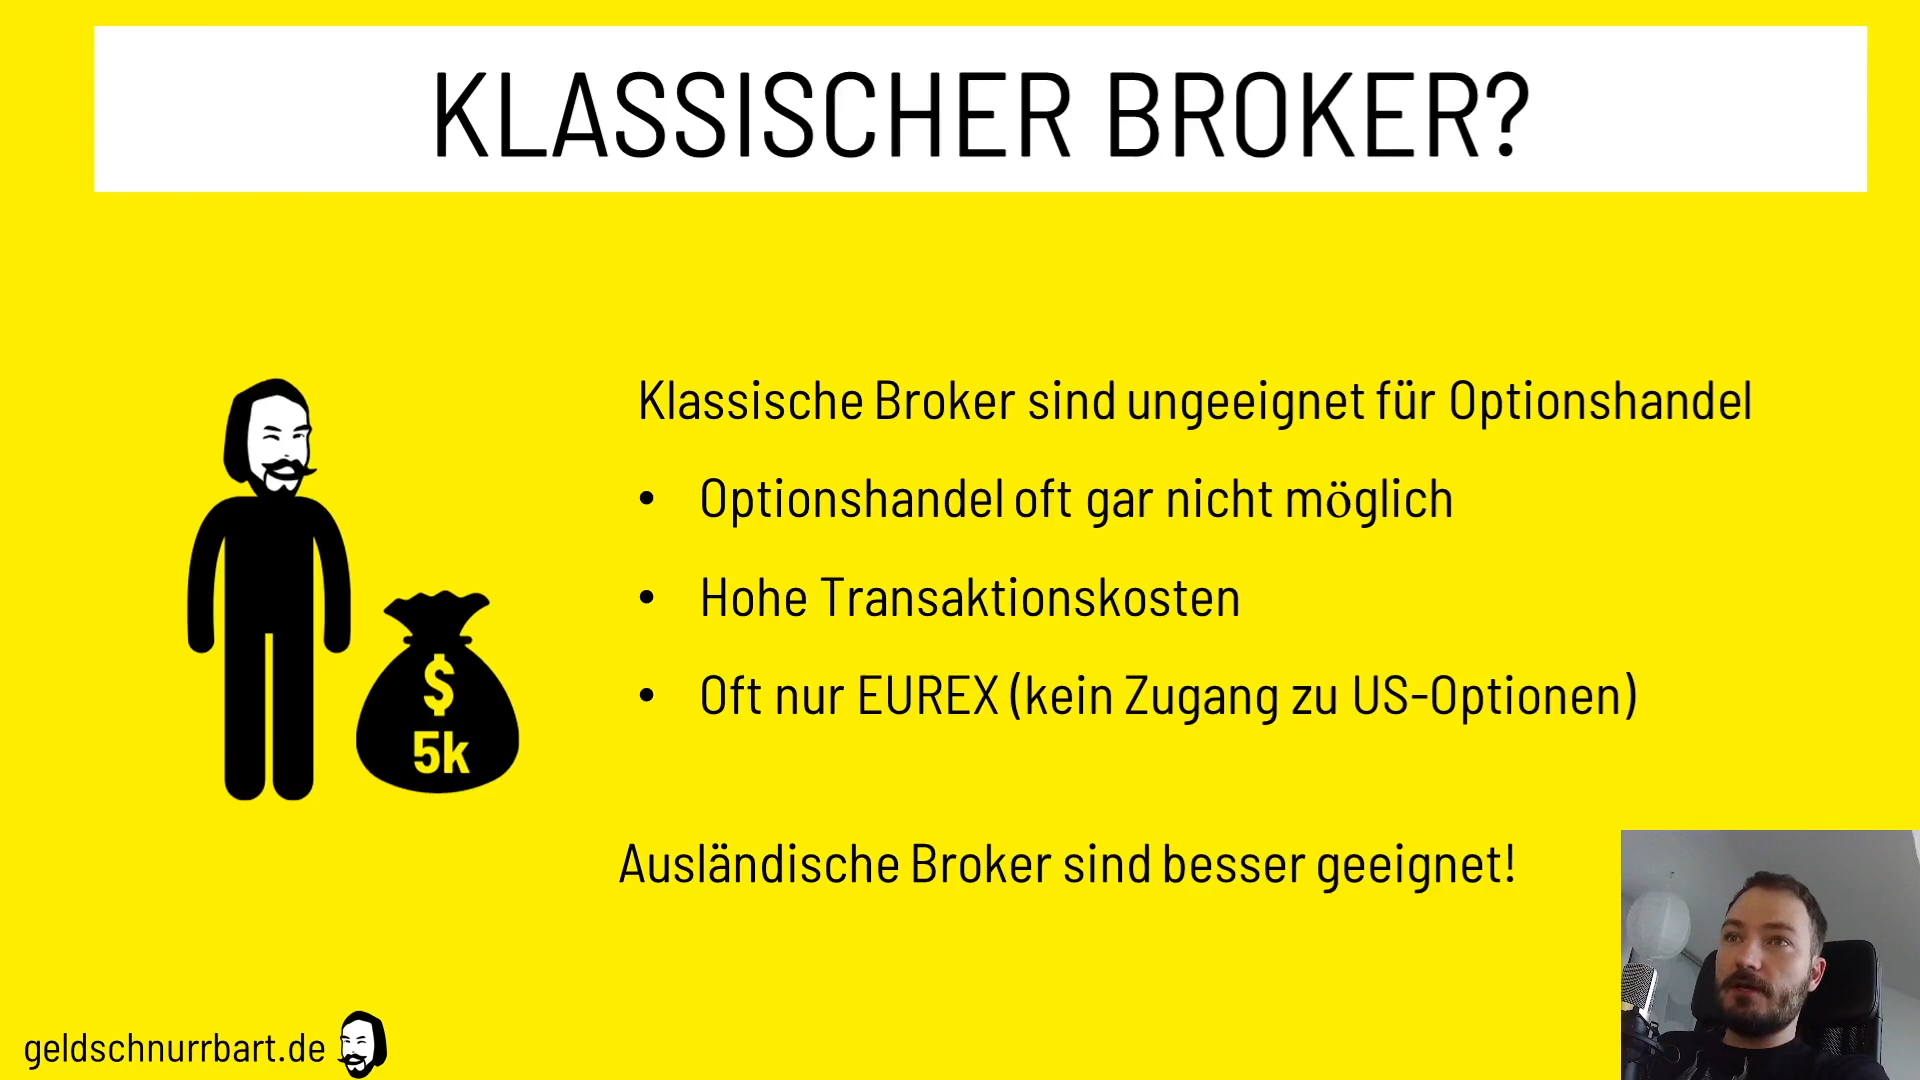 KLASSISCHER BROKER?
Klassische Broker sind ungeeignet für Optionshandel
• Optionshandel oft gar nicht möglich
• Hohe Transaktionskosten
• Oft nur EUREX (kein Zugang zu US-Optionen)
$
5k
Ausländische Broker sind besser geeignet!
geldschnurrbart.de